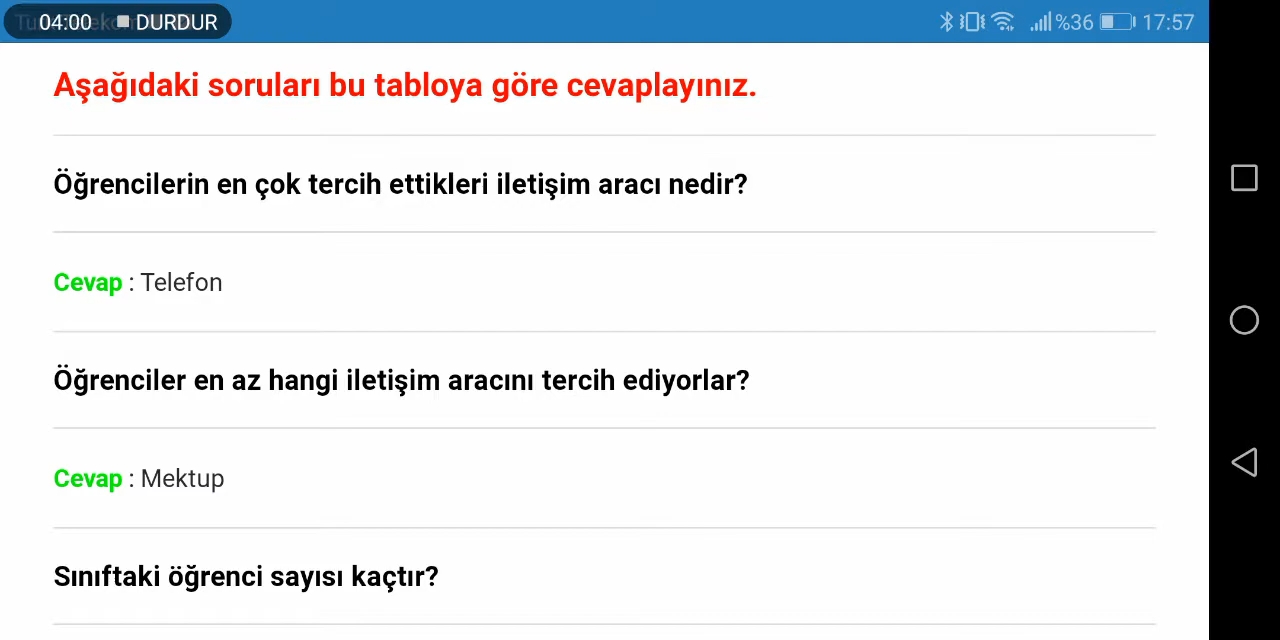 04:00 DURDUR %36 17:57
Aşağıdaki soruları bu tabloya göre cevaplayınız.
Öğrencilerin en çok tercih ettikleri iletişim aracı nedir?
Cevap : Telefon
Öğrenciler en az hangi iletişim aracını tercih ediyorlar?
Cevap : Mektup
Sınıftaki öğrenci sayısı kaçtır?